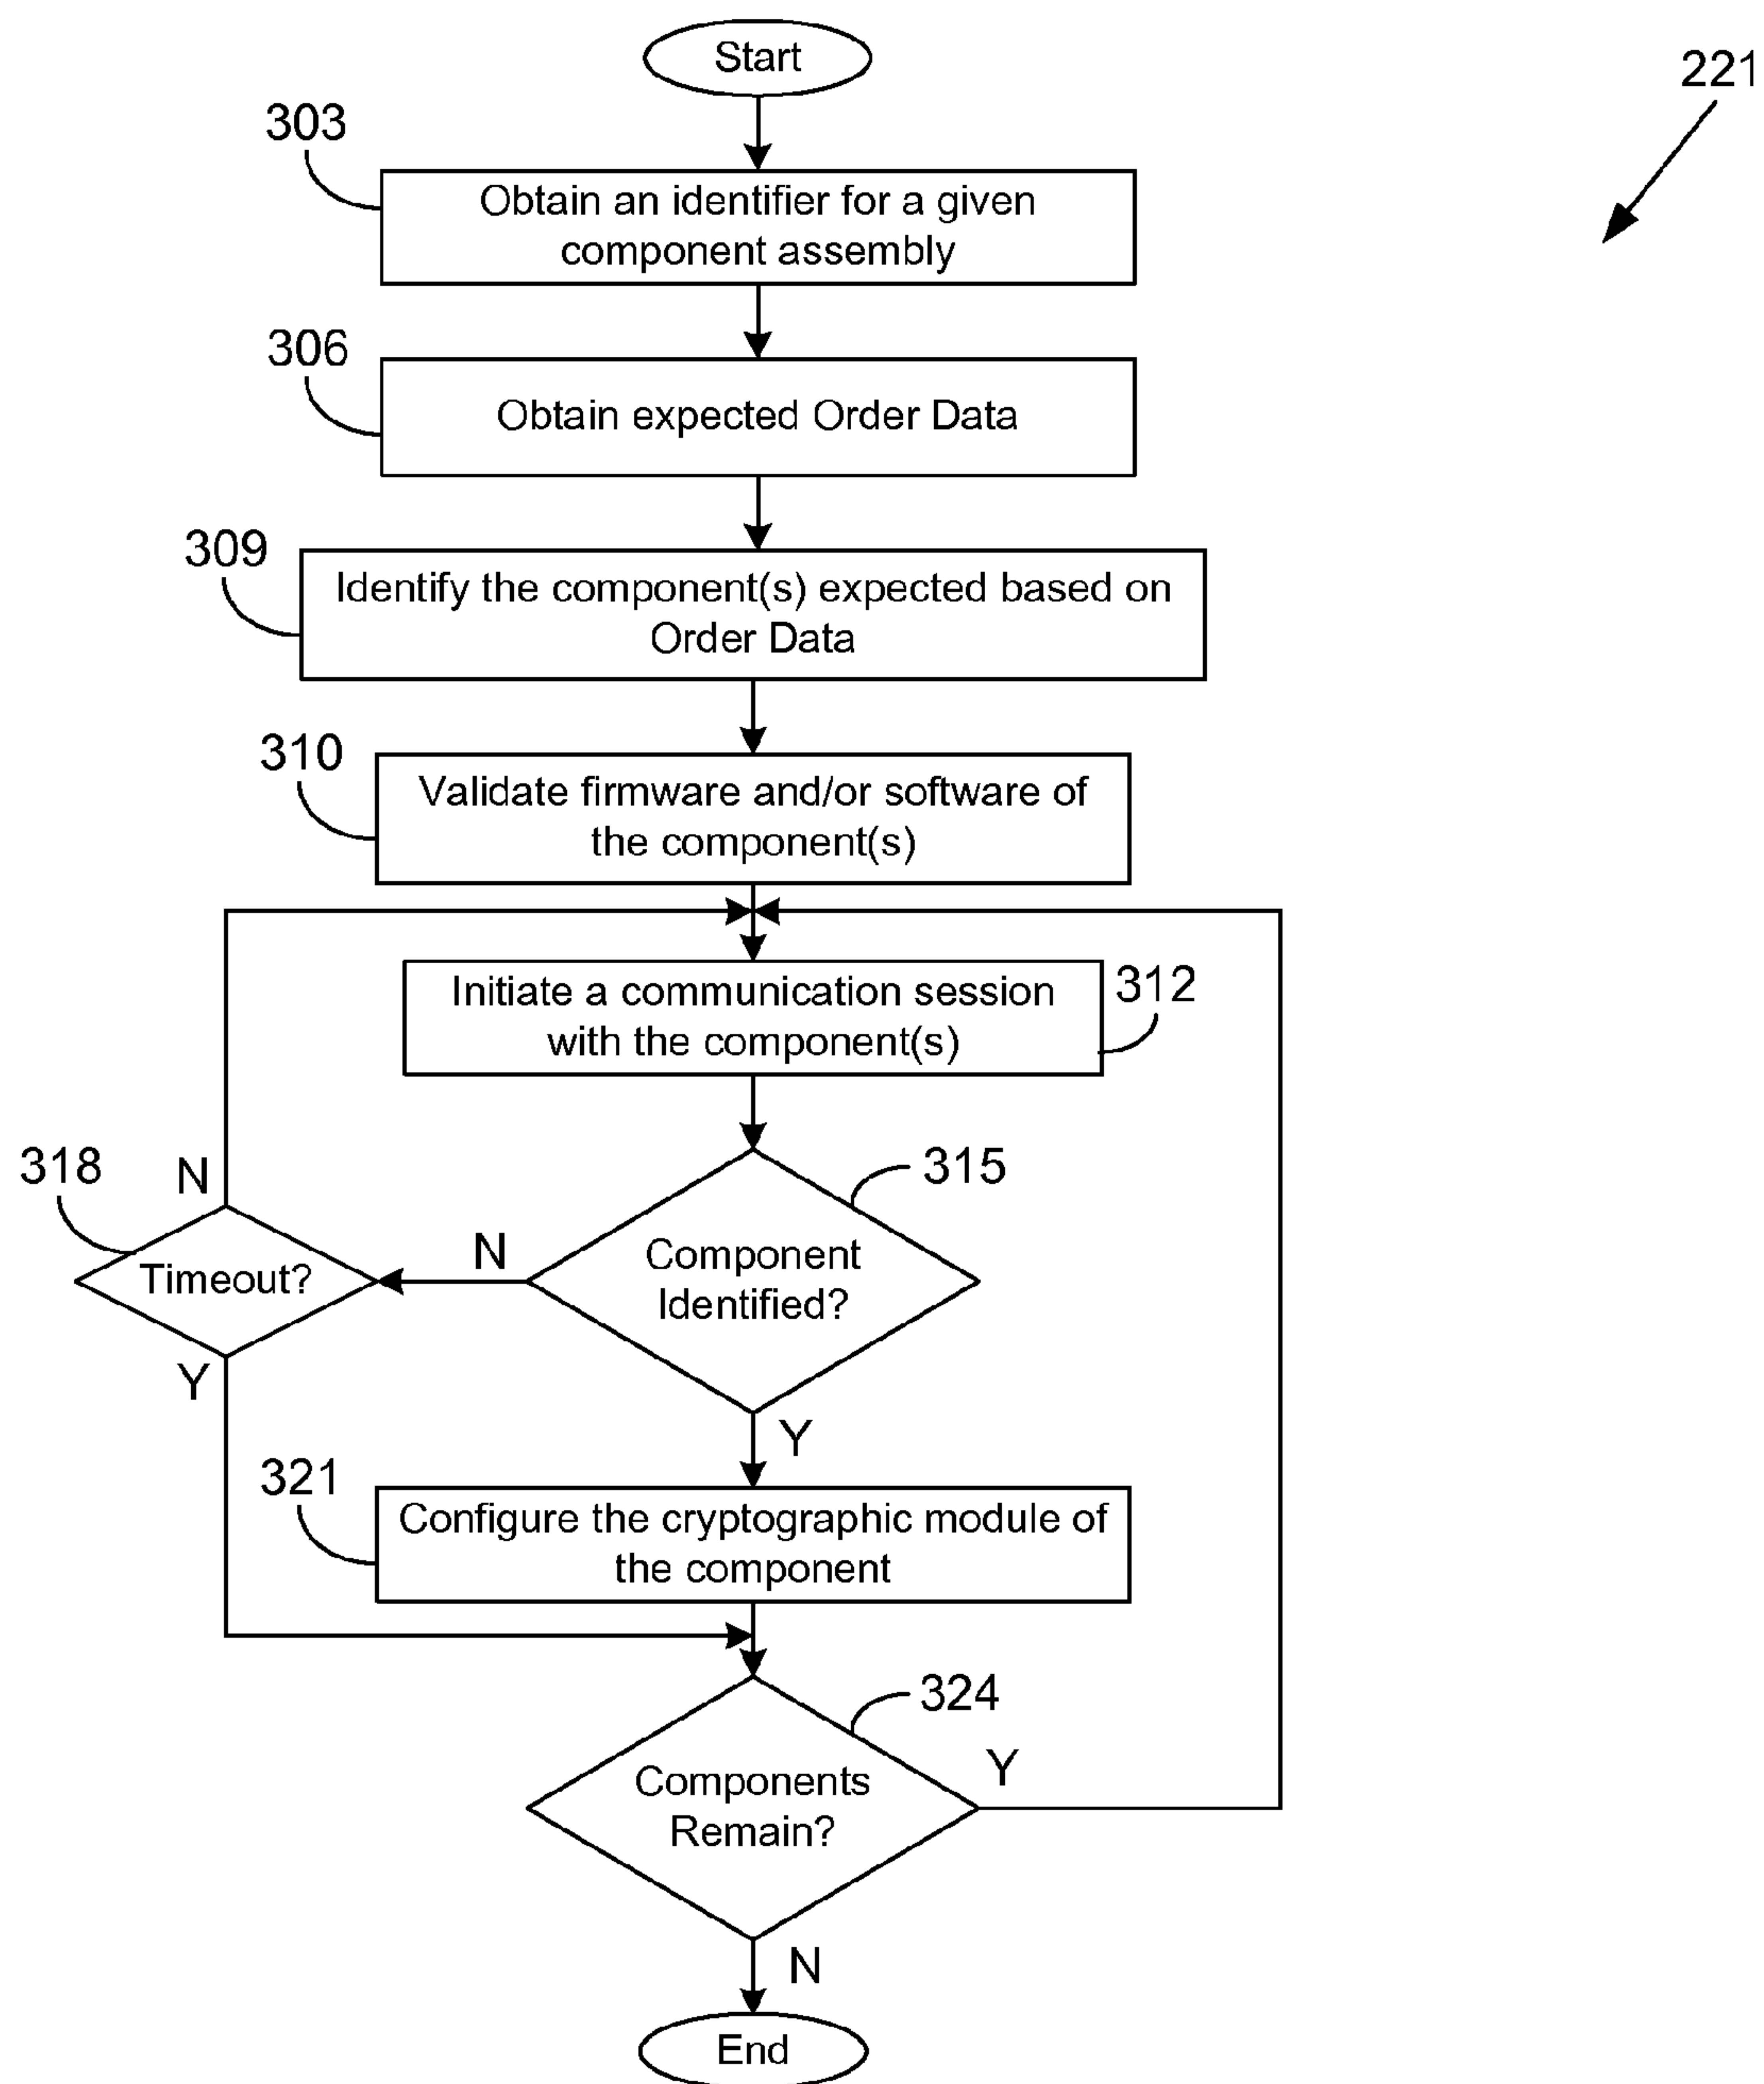 Start
221
303
Obtain an identifier for a given
component assembly
306
Obtain expected Order Data
309
Identify the component(s) expected based on
Order Data
310
Validate firmware and/or software of
the component(s)
Initiate a communication session
with the component(s)
312
318
N
315
Timeout?
N
Component
Identified?
Y
Y
321
Configure the cryptographic module of
the component
324
Components
Remain?
Y
N
End